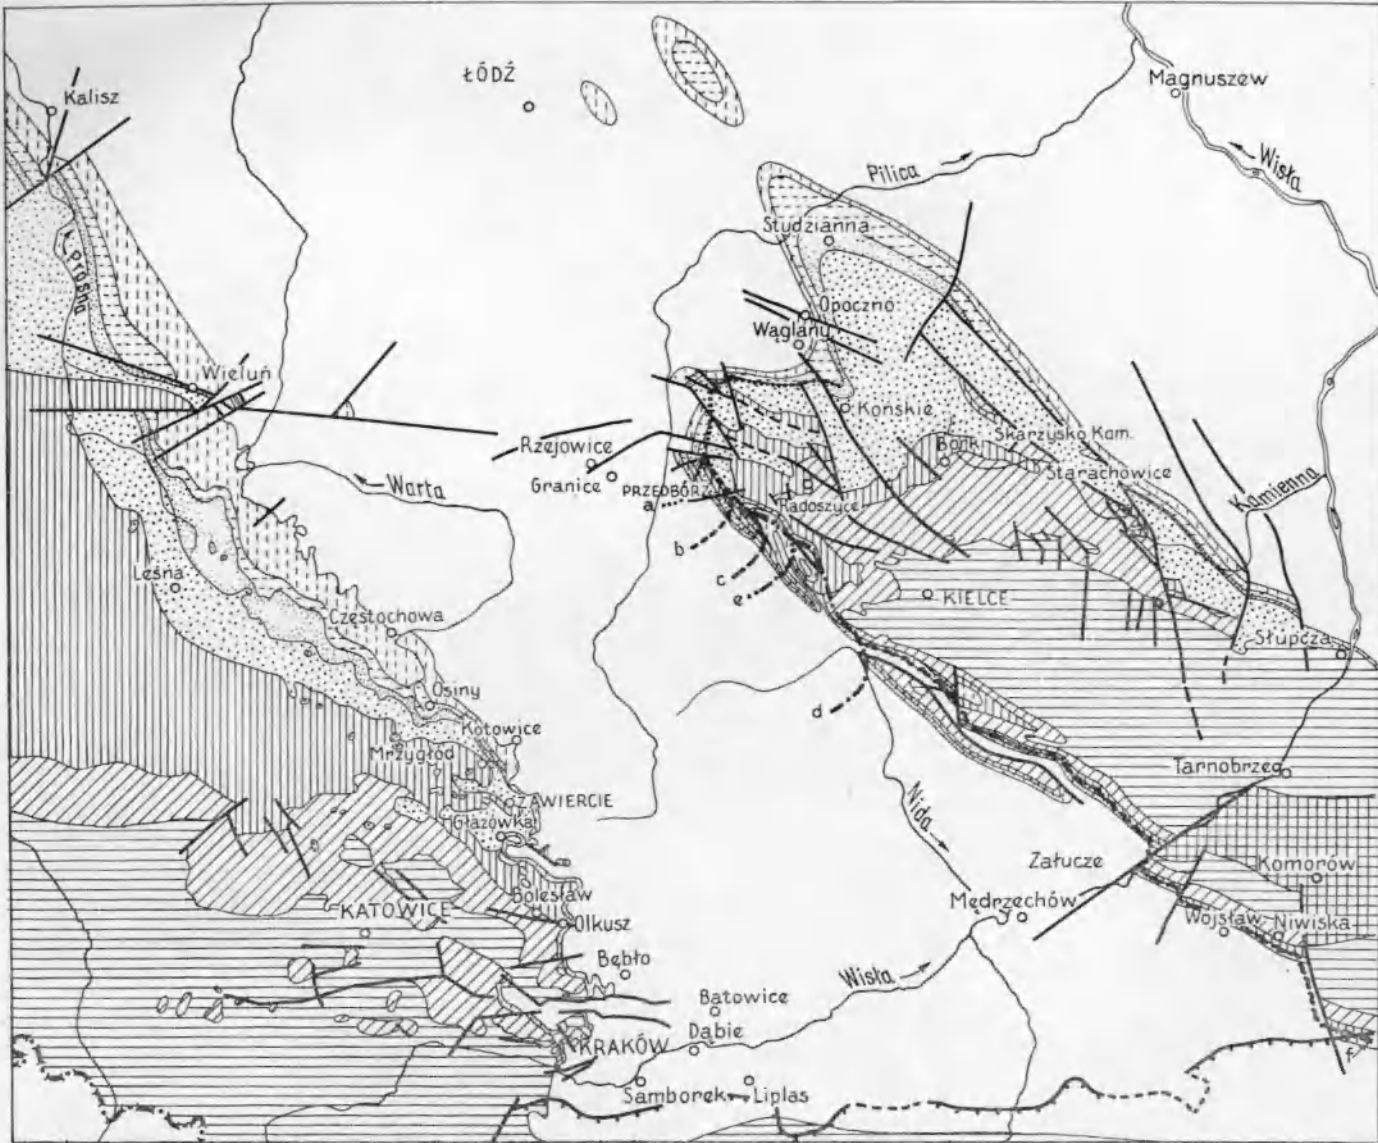 ŁÓDŹ
Kalisz
Magnuszew
Wisła
Pilica
Studzianna
Prosna
Opoczno
Wąglany
Wieluń
Końskie
Rzejowice
Borki
Skarżysko Kam.
Granice
PRZEDBÓRZ
Starachowice
Warta
a
B
Radoszyce
Kamienna
b
c
e
Leśna
KIELCE
Częstochowa
Słupcza
Osiny
d
Kotowice
Mrzygłód
Tarnobrzeg
ZAWIERCIE
Nida
Głazówka
Załucze
Komorów
Bolesław
KATOWICE
Mędrzechów
Olkusz
Wojsław
Niwiska
Bębło
Wisła
Batowice
Dąbie
KRAKÓW
f
Samborek
Liplas